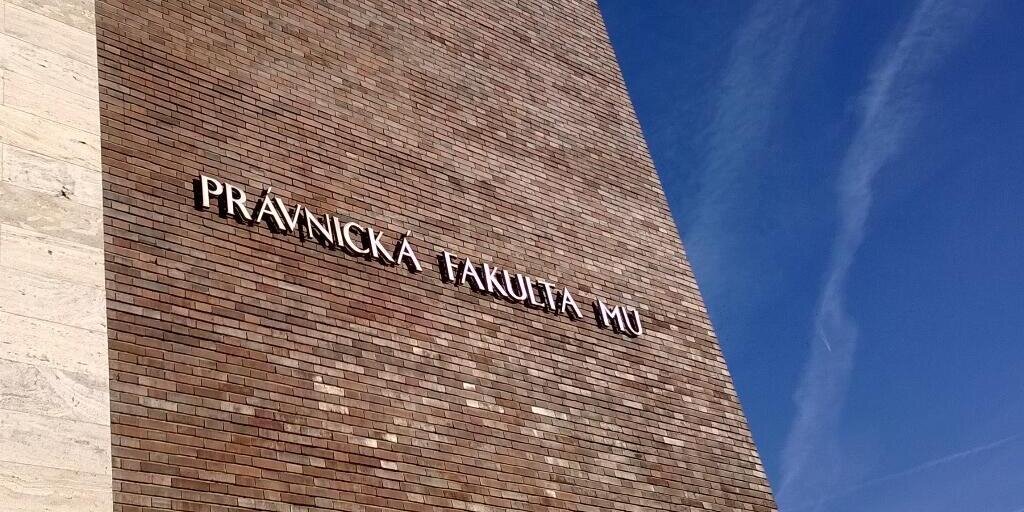 PRÁVNICKÁ FAKULTA MU